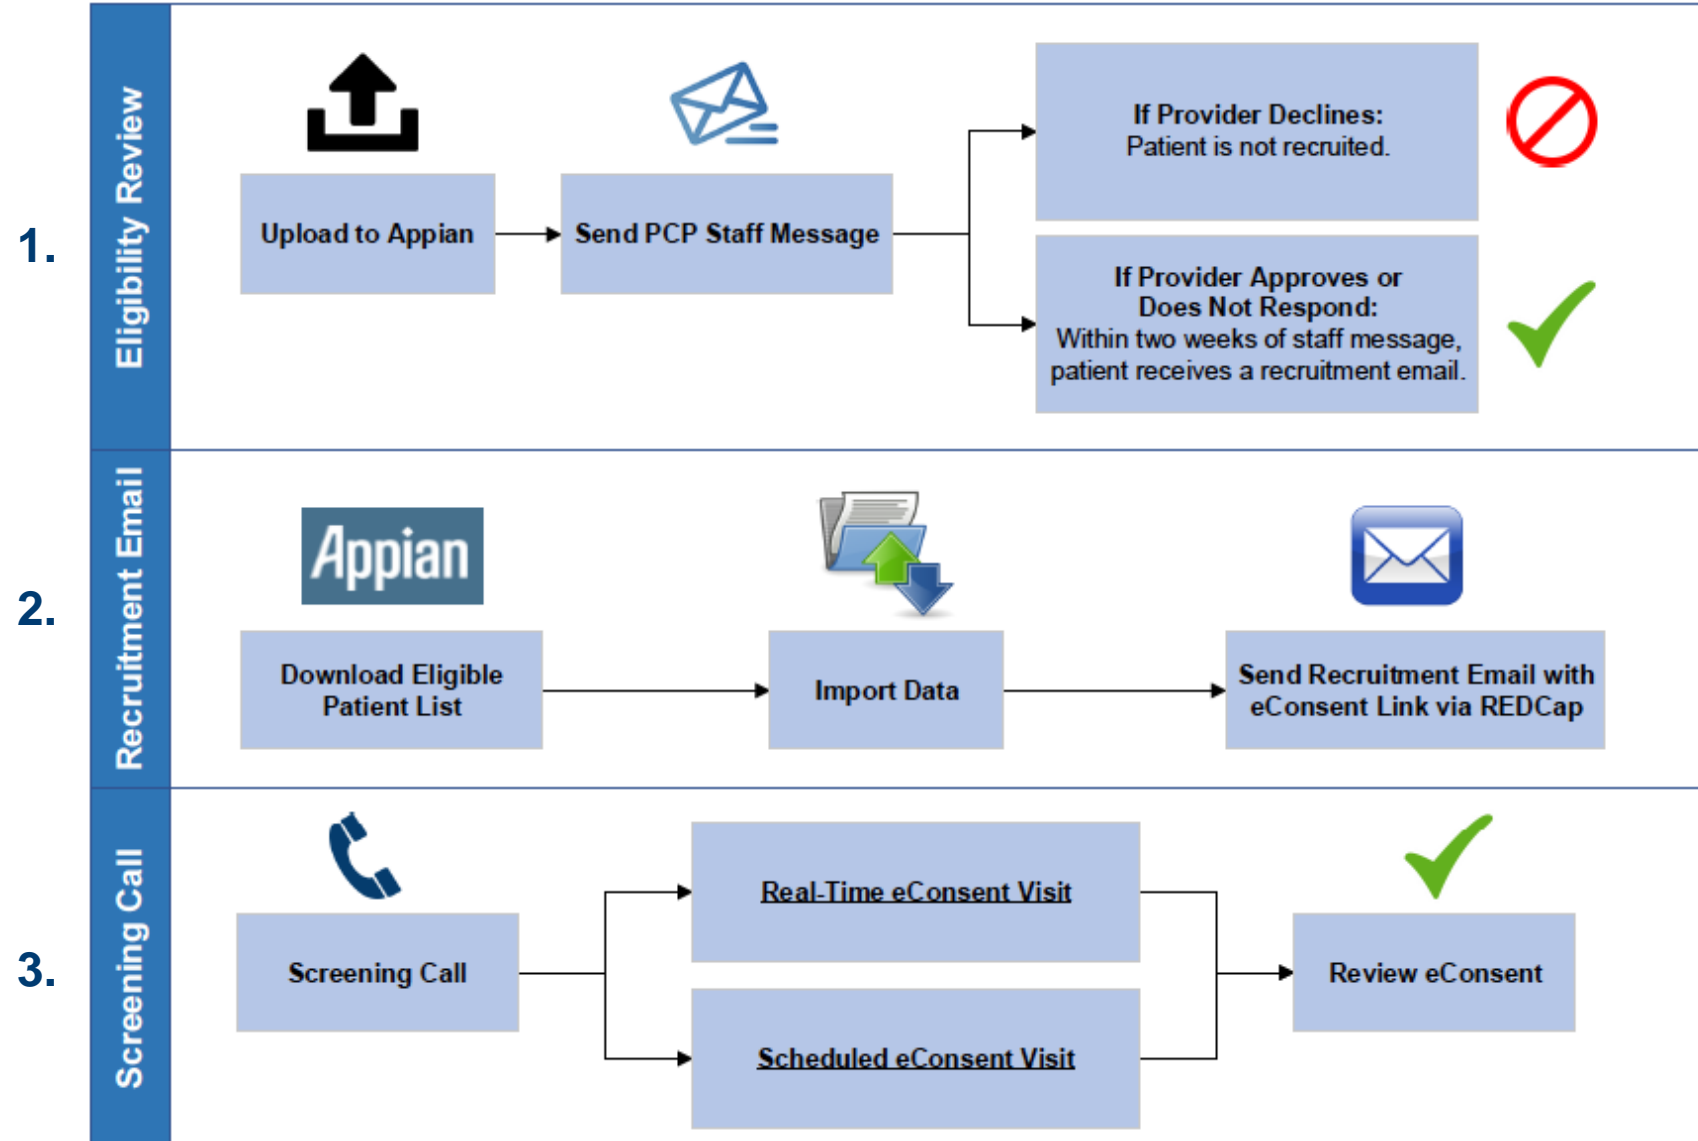 1.
Eligibility Review
Upload to Appian
Send PCP Staff Message
If Provider Declines:
Patient is not recruited.
If Provider Approves or
Does Not Respond:
Within two weeks of staff message,
patient receives a recruitment email.
2.
Recruitment Email
Appian
Download Eligible
Patient List
Import Data
Send Recruitment Email with
eConsent Link via REDCap
3.
Screening Call
Screening Call
Real-Time eConsent Visit
Scheduled eConsent Visit
Review eConsent